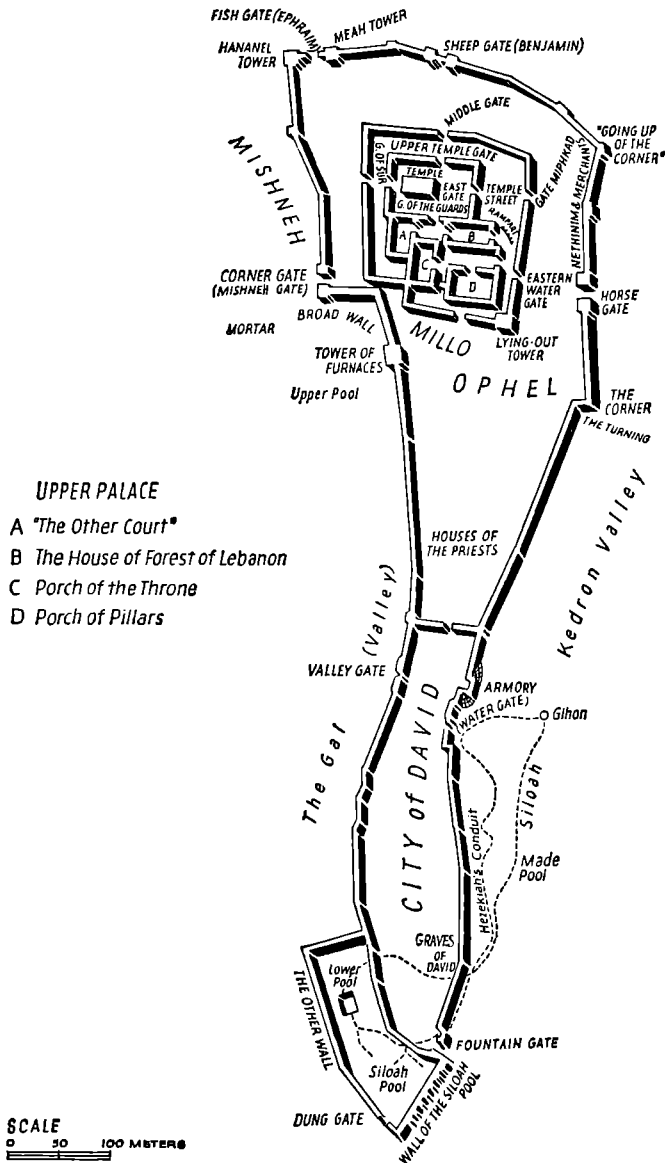 FISH GATE (EPHRAIM)
MEAH TOWER
HANANEL
TOWER
SHEEP GATE (BENJAMIN)
MISHNEH
MIDDLE GATE
UPPER TEMPLE GATE
G. OF SUR
TEMPLE
EAST
GATE
G. OF THE GUARDS
TEMPLE
STREET
RAMPART
GATE MIPHKAD
"GOING UP
OF THE
CORNER"
NETHINIM & MERCHANTS
A
B
C
D
CORNER GATE
(MISHNEH GATE)
BROAD WALL
MORTAR
EASTERN
WATER
GATE
HORSE
GATE
MILLO
LYING-OUT
TOWER
TOWER OF
FURNACES
Upper Pool
OPHEL
THE
CORNER
THE TURNING
UPPER PALACE
A "The Other Court"
B The House of Forest of Lebanon
C Porch of the Throne
D Porch of Pillars
HOUSES OF
THE PRIESTS
Kedron Valley
(Valley)
VALLEY GATE
The Gai
CITY of DAVID
ARMORY
(WATER GATE)
Gihon
Siloah
Hezekiah's Conduit
Made
Pool
GRAVES
OF
DAVID
Lower
Pool
THE OTHER WALL
Siloah
Pool
FOUNTAIN GATE
DUNG GATE
WALL OF THE SILOAH
POOL
SCALE
0 50 100 METERS